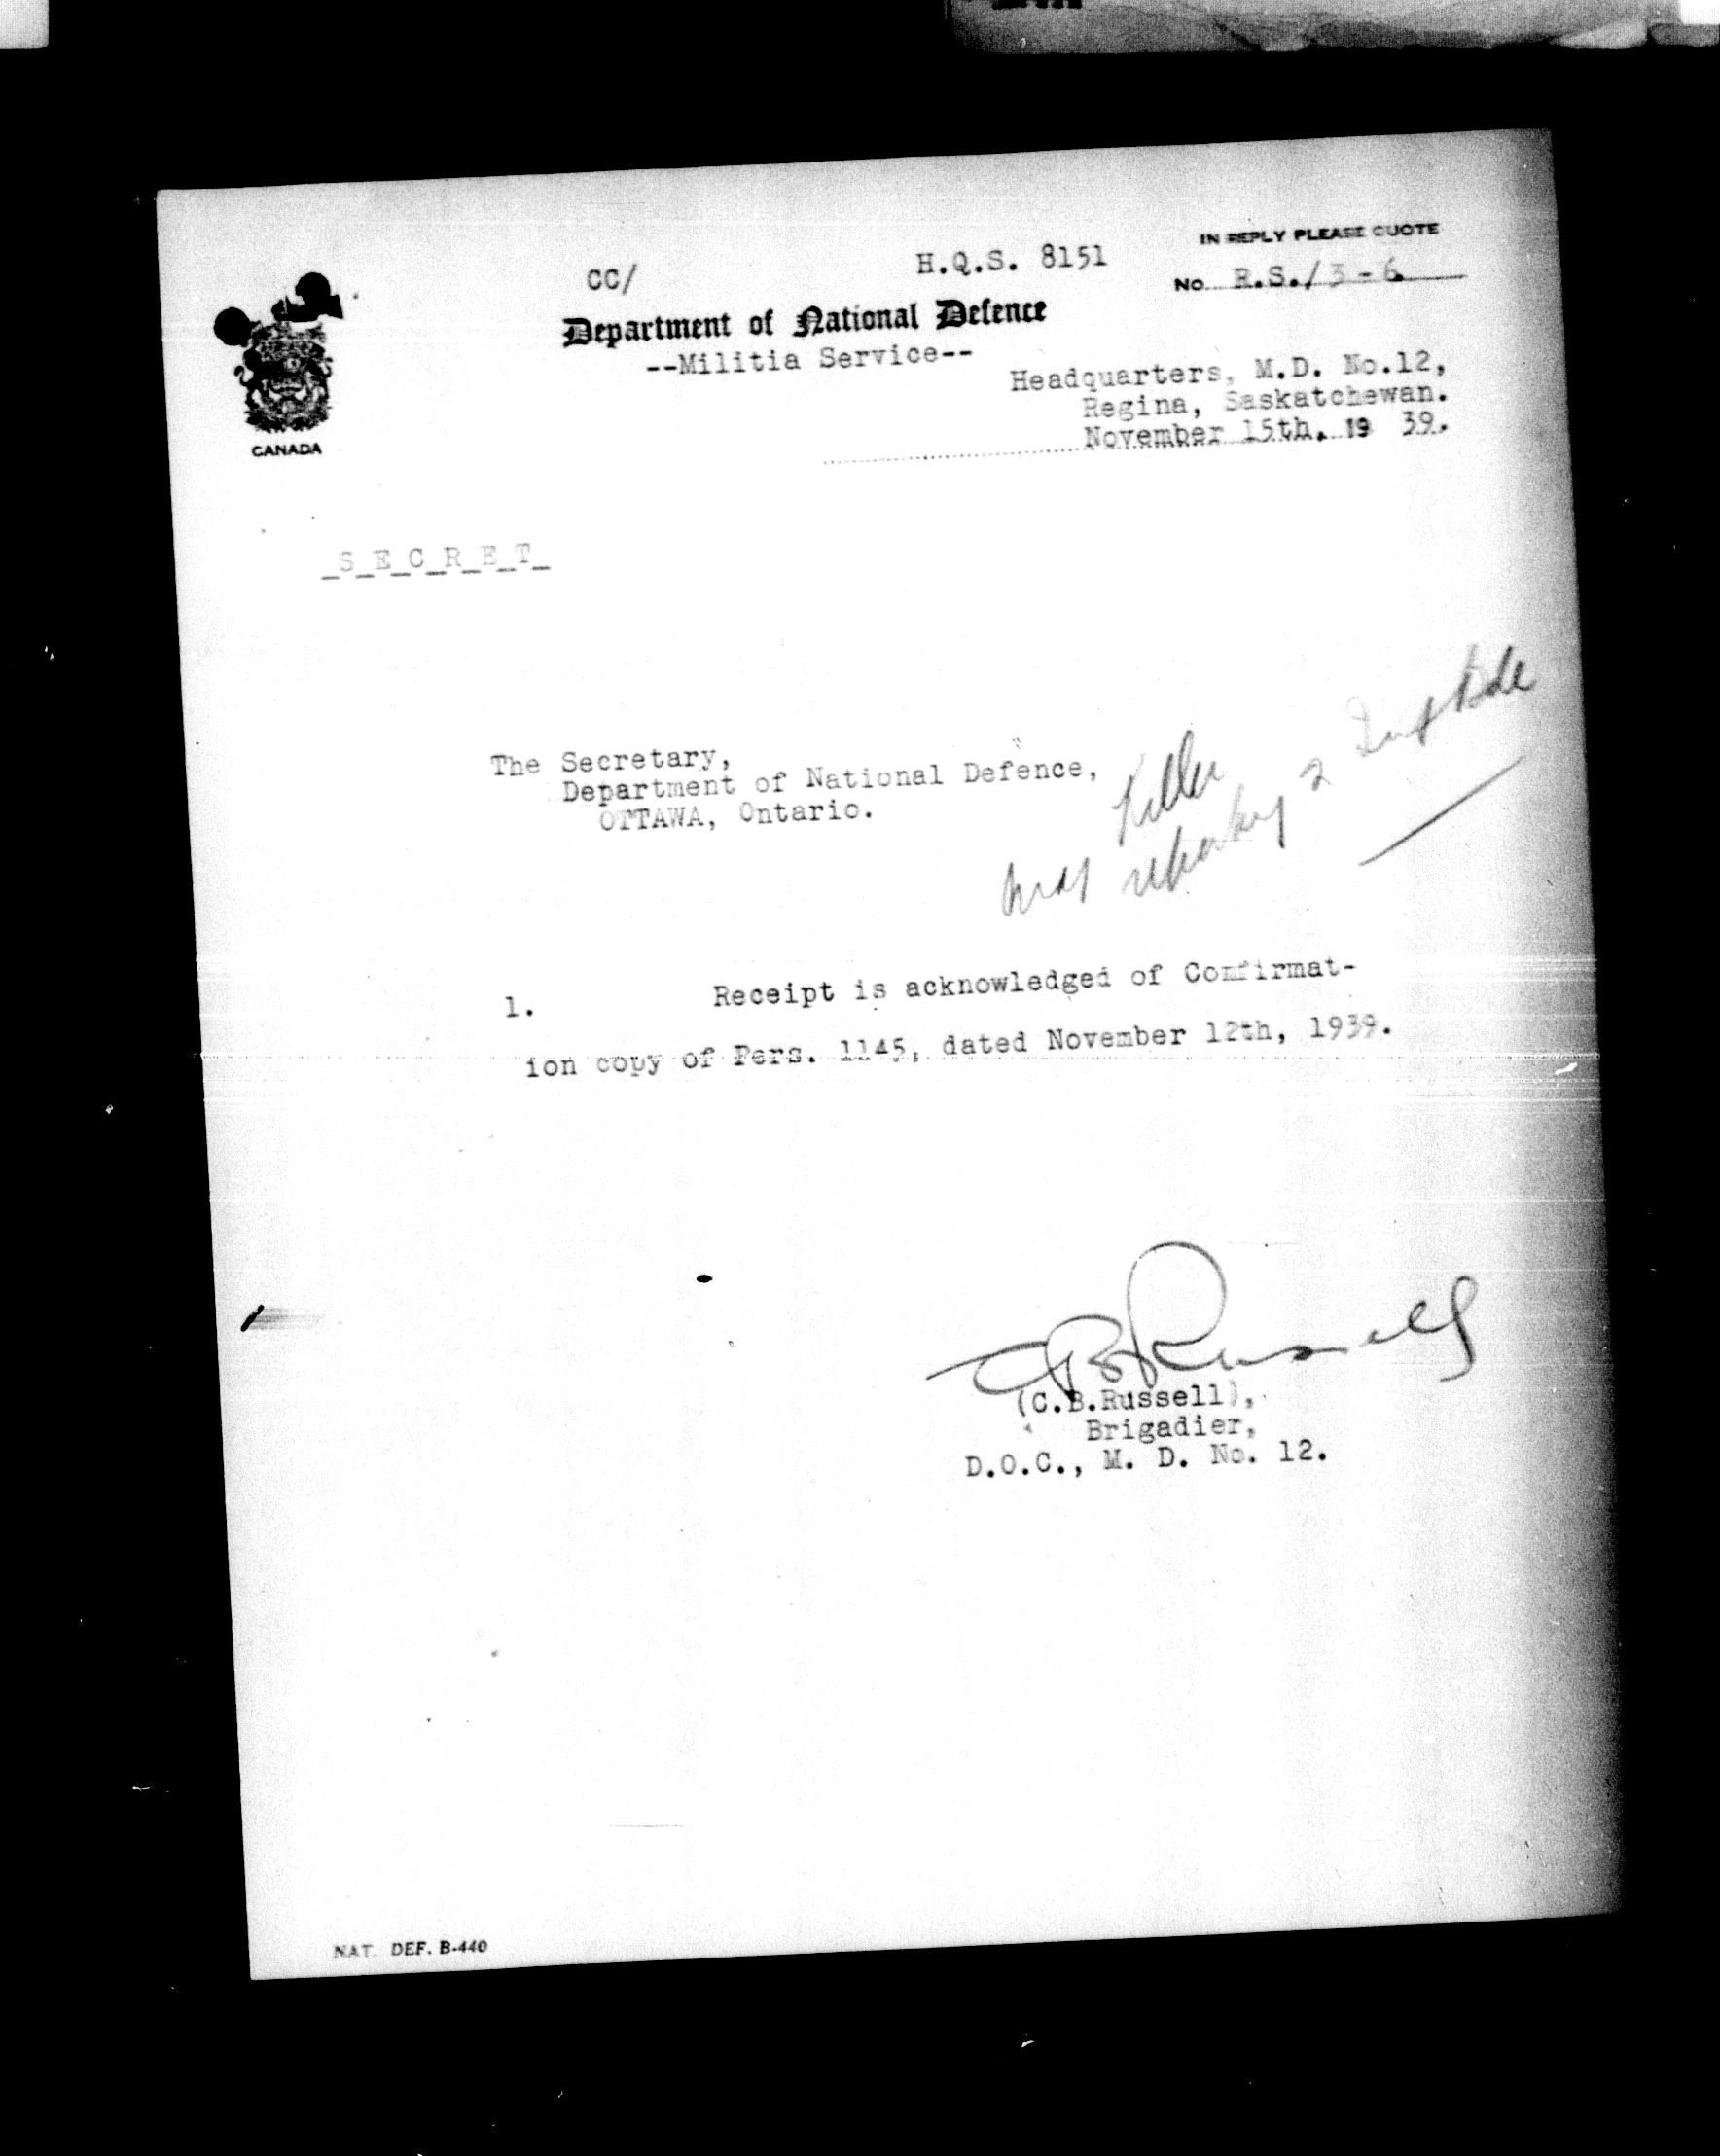 CC/ H.Q.S. 8151
IN REPLY PLEASE QUOTE
No. R.S./3-6
Department of National Defence
--Militia Service--
Headquarters, M.D. No.12,
Regina, Saskatchewan.
November 15th, 19 39.
CANADA
_S_E_C_R_E_T_
The Secretary,
Department of National Defence,
OTTAWA, Ontario.
1. Receipt is acknowledged of Confirmat-
ion copy of Pers. 1145, dated November 12th, 1939.
CBRussell
(C.B.Russell),
Brigadier,
D.O.C., M. D. No. 12.
NAT. DEF. B-440